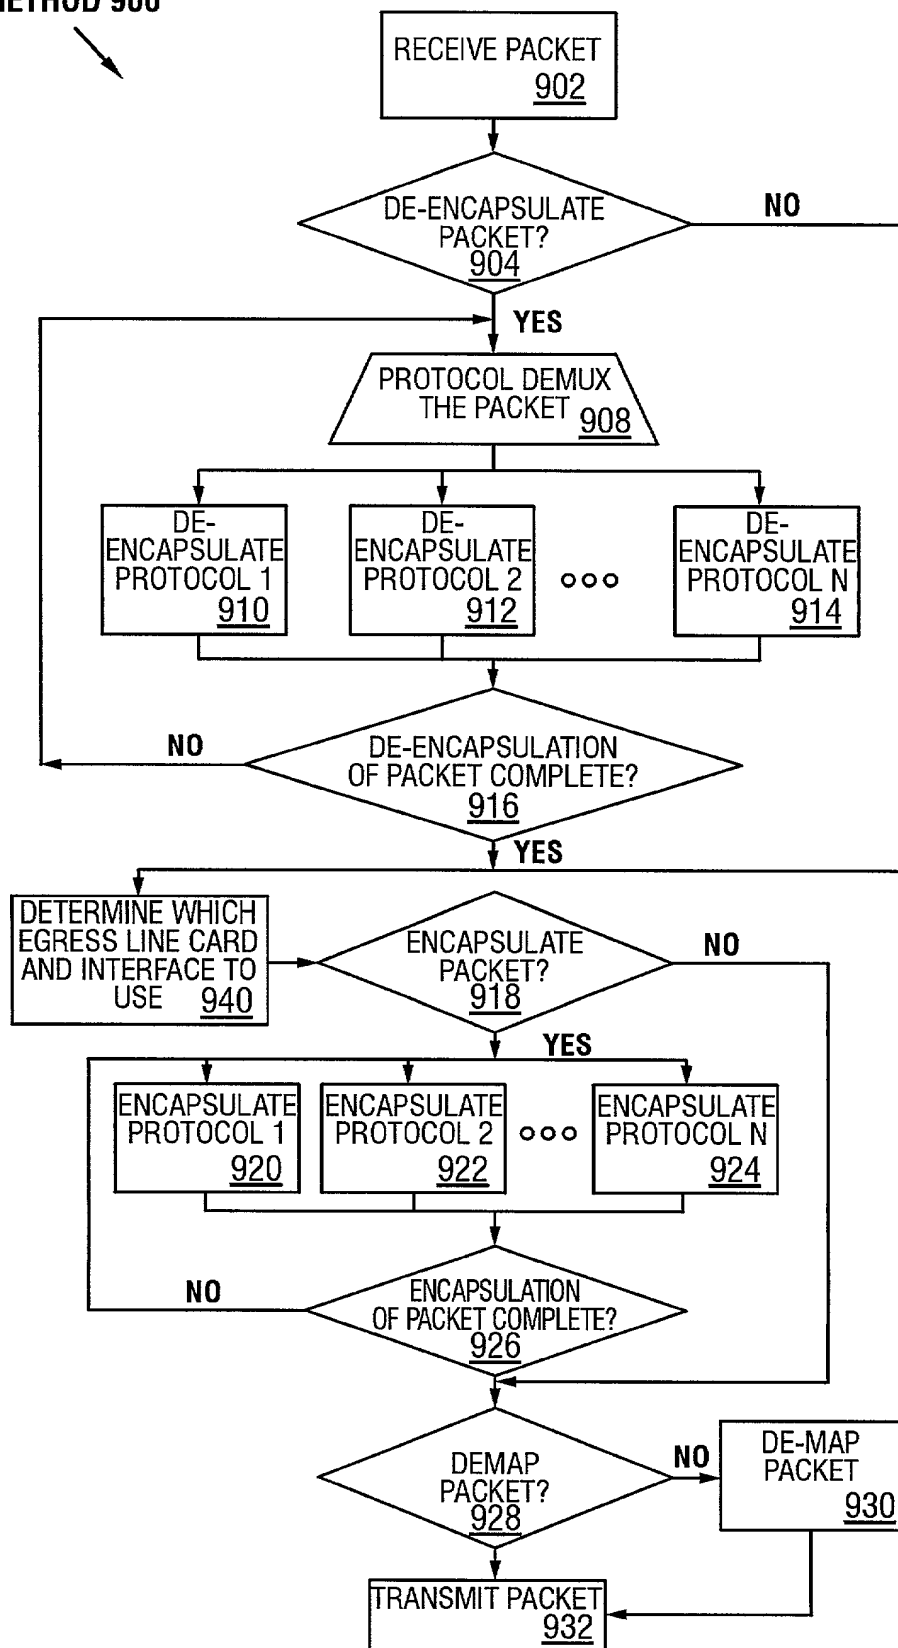 RECEIVE PACKET
902
DE-ENCAPSULATE
PACKET?
904
NO
YES
PROTOCOL DEMUX
THE PACKET
908
DE-
ENCAPSULATE
PROTOCOL 1
910
DE-
ENCAPSULATE
PROTOCOL 2
912
DE-
ENCAPSULATE
PROTOCOL N
914
DE-ENCAPSULATION
OF PACKET COMPLETE?
916
NO
YES
DETERMINE WHICH
EGRESS LINE CARD
AND INTERFACE TO
USE 940
ENCAPSULATE
PACKET?
918
NO
YES
ENCAPSULATE
PROTOCOL 1
920
ENCAPSULATE
PROTOCOL 2
922
ENCAPSULATE
PROTOCOL N
924
ENCAPSULATION
OF PACKET COMPLETE?
926
NO
DEMAP
PACKET?
928
NO
DE-MAP
PACKET
930
TRANSMIT PACKET
932